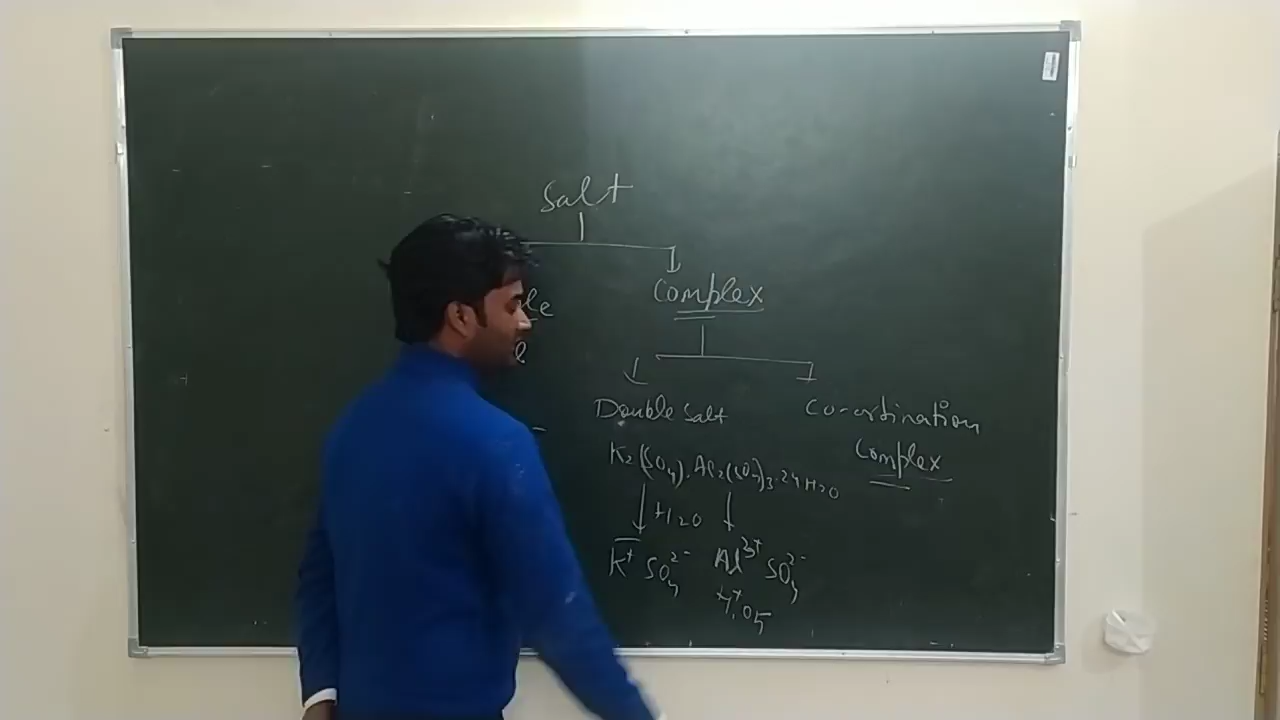 Salt
Complex
Double Salt
Co-ordination
Complex
K₂(SO₄).Al₂(SO₄)₃.24H₂O
+H₂O
K⁺ SO₄²⁻ Al³⁺ SO₄²⁻